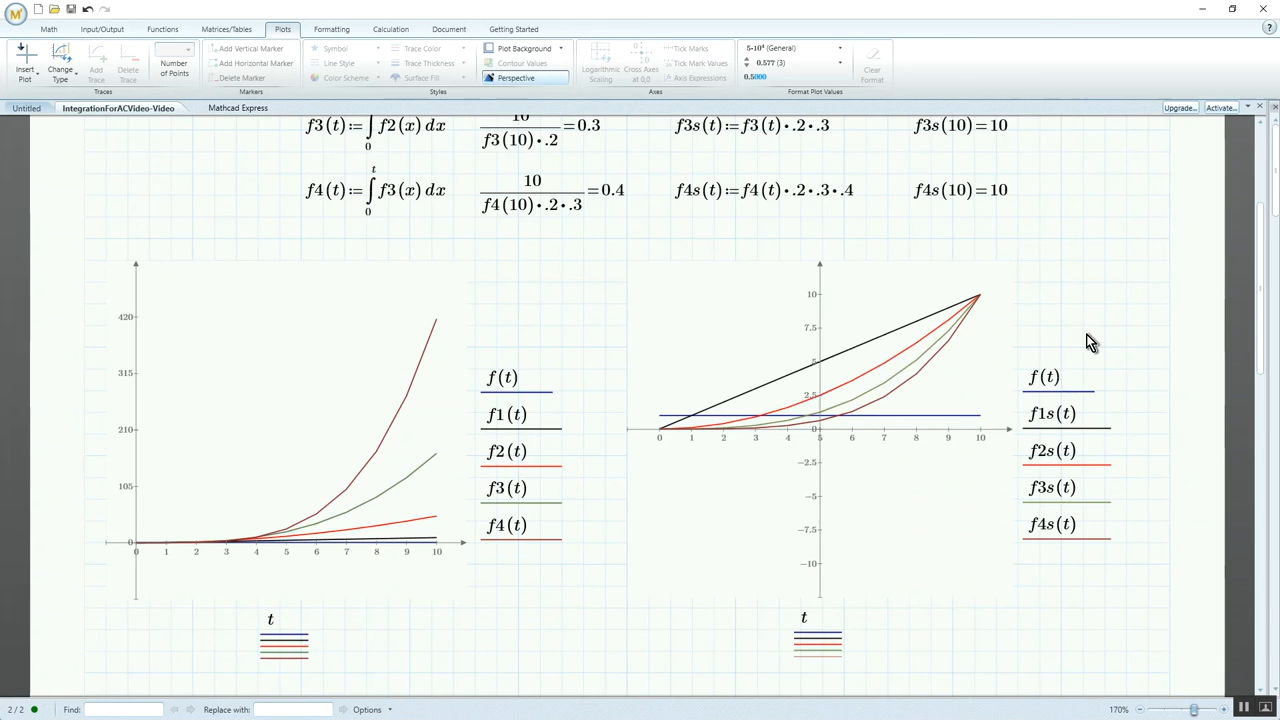 Math Input/Output Functions Matrices/Tables Plots Formatting Calculation Document Getting Started
Insert Plot
Change Type
Add Trace
Delete Trace
Traces
Number of Points
Add Vertical Marker
Add Horizontal Marker
Delete Marker
Markers
Symbol
Line Style
Color Scheme
Trace Color
Trace Thickness
Surface Fill
Styles
Plot Background
Contour Values
Perspective
Logarithmic Scaling
Cross Axes at 0,0
Tick Marks
Tick Mark Values
Axis Expressions
Axes
5•10⁴ (General)
0.577 (3)
0.5000
Format Plot Values
Clear Format
Untitled IntegrationForACVideo-Video Mathcad Express Upgrade... Activate...
f3(t):=∫₀ f2(x) dx 10/(f3(10)•.2)=0.3 f3s(t):=f3(t)•.2•.3 f3s(10)=10
f4(t):=∫₀ᵗ f3(x) dx 10/(f4(10)•.2•.3)=0.4 f4s(t):=f4(t)•.2•.3•.4 f4s(10)=10
420
315
210
105
0
0 1 2 3 4 5 6 7 8 9 10
f(t)
f1(t)
f2(t)
f3(t)
f4(t)
t
10
7.5
5
2.5
0
-2.5
-5
-7.5
-10
0 1 2 3 4 5 6 7 8 9 10
f(t)
f1s(t)
f2s(t)
f3s(t)
f4s(t)
t
2 / 2 Find: Replace with: Options 170%